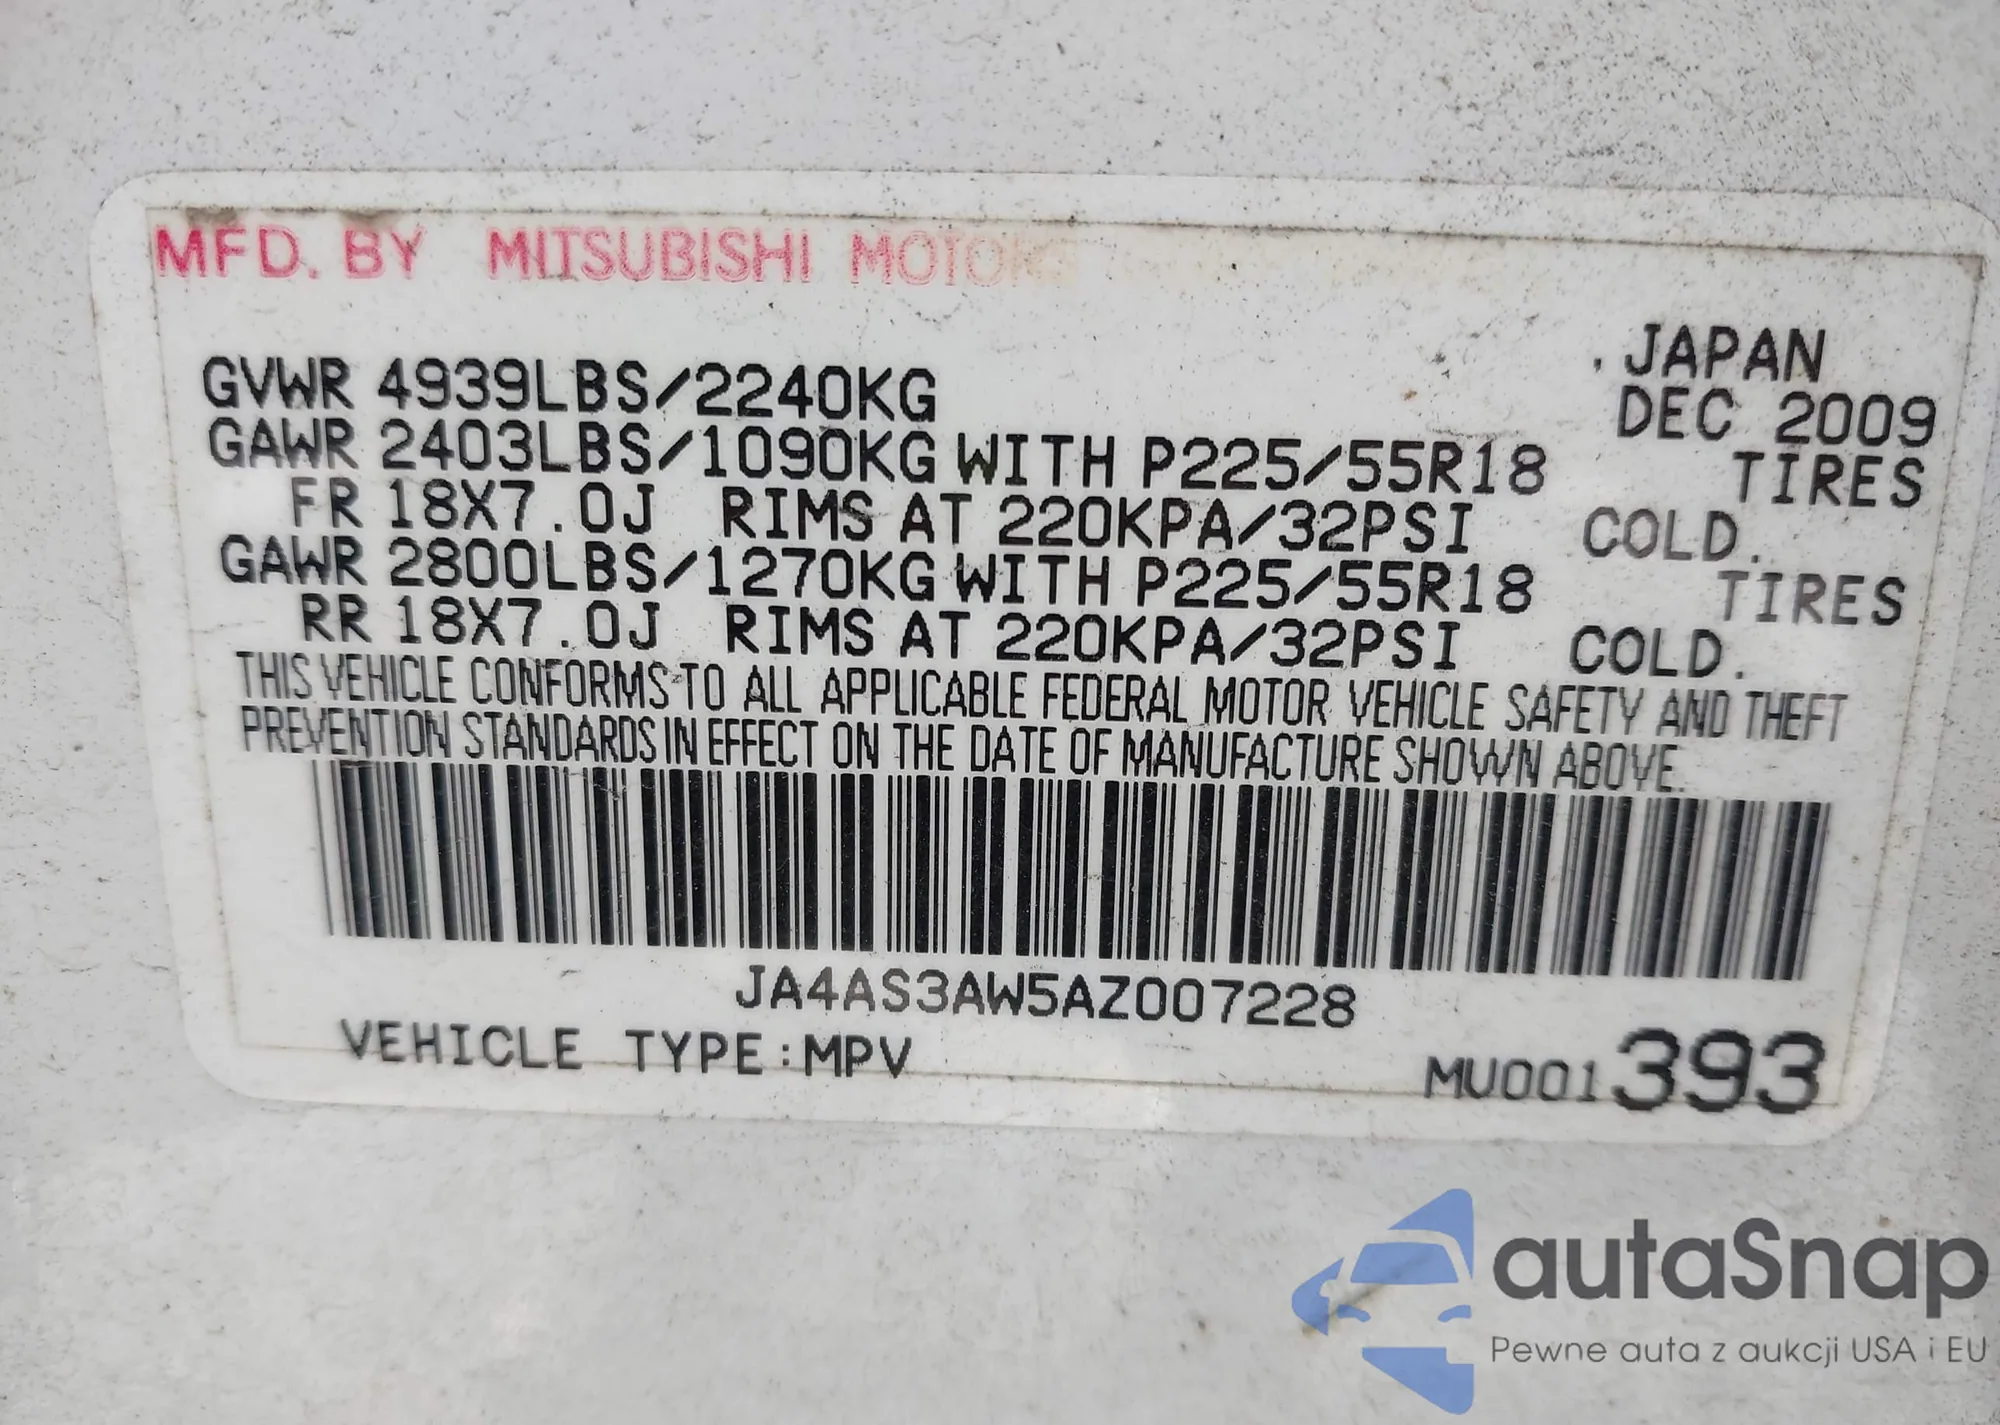 MFD. BY MITSUBISHI MOTORS
JAPAN
GVWR 4939LBS/2240KG DEC 2009
GAWR 2403LBS/1090KG WITH P225/55R18 TIRES
FR 18X7.0J RIMS AT 220KPA/32PSI COLD.
GAWR 2800LBS/1270KG WITH P225/55R18 TIRES
RR 18X7.0J RIMS AT 220KPA/32PSI COLD.
THIS VEHICLE CONFORMS TO ALL APPLICABLE FEDERAL MOTOR VEHICLE SAFETY AND THEFT
PREVENTION STANDARDS IN EFFECT ON THE DATE OF MANUFACTURE SHOWN ABOVE.
JA4AS3AW5AZ007228
VEHICLE TYPE:MPV
MU001393
autaSnap
Pewne auta z aukcji USA i EU